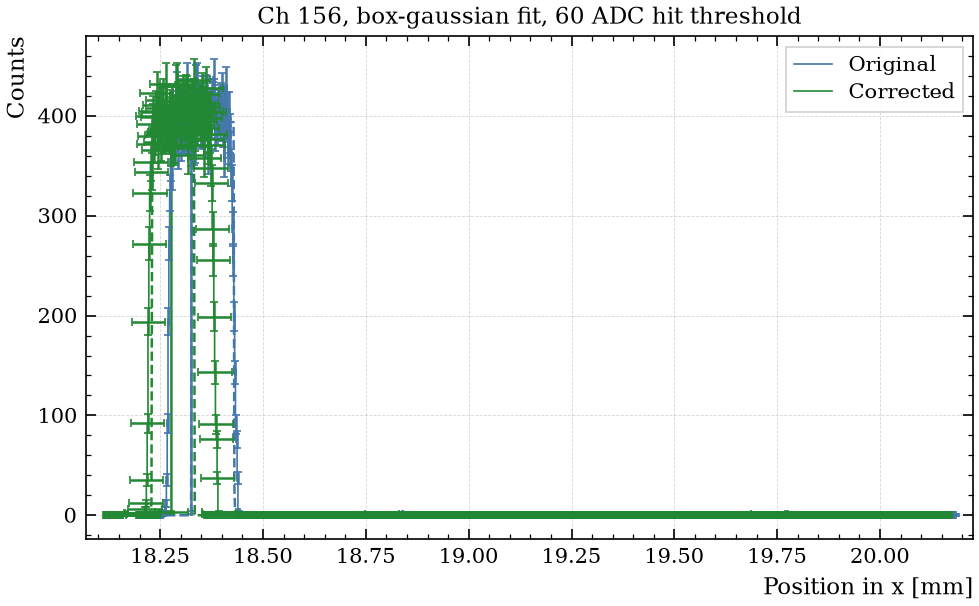 Ch 156, box-gaussian fit, 60 ADC hit threshold
Counts
Original
Corrected
400
300
200
100
0
18.25 18.50 18.75 19.00 19.25 19.50 19.75 20.00
Position in x [mm]